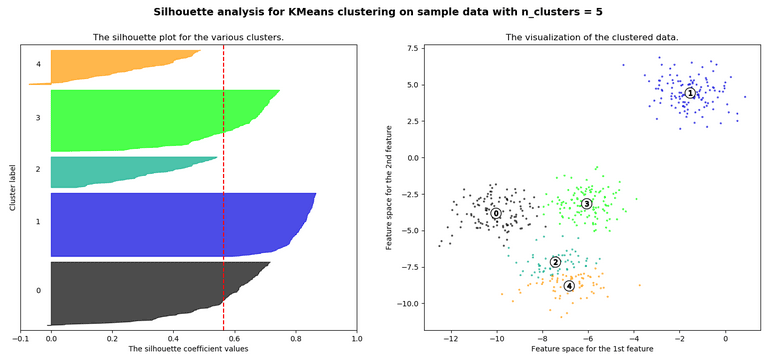 Silhouette analysis for KMeans clustering on sample data with n_clusters = 5
The silhouette plot for the various clusters.
4
3
2
1
0
Cluster label
−0.1 0.0 0.2 0.4 0.6 0.8 1.0
The silhouette coefficient values
The visualization of the clustered data.
7.5
5.0
2.5
0.0
−2.5
−5.0
−7.5
−10.0
Feature space for the 2nd feature
1
0
3
2
4
−12 −10 −8 −6 −4 −2 0
Feature space for the 1st feature